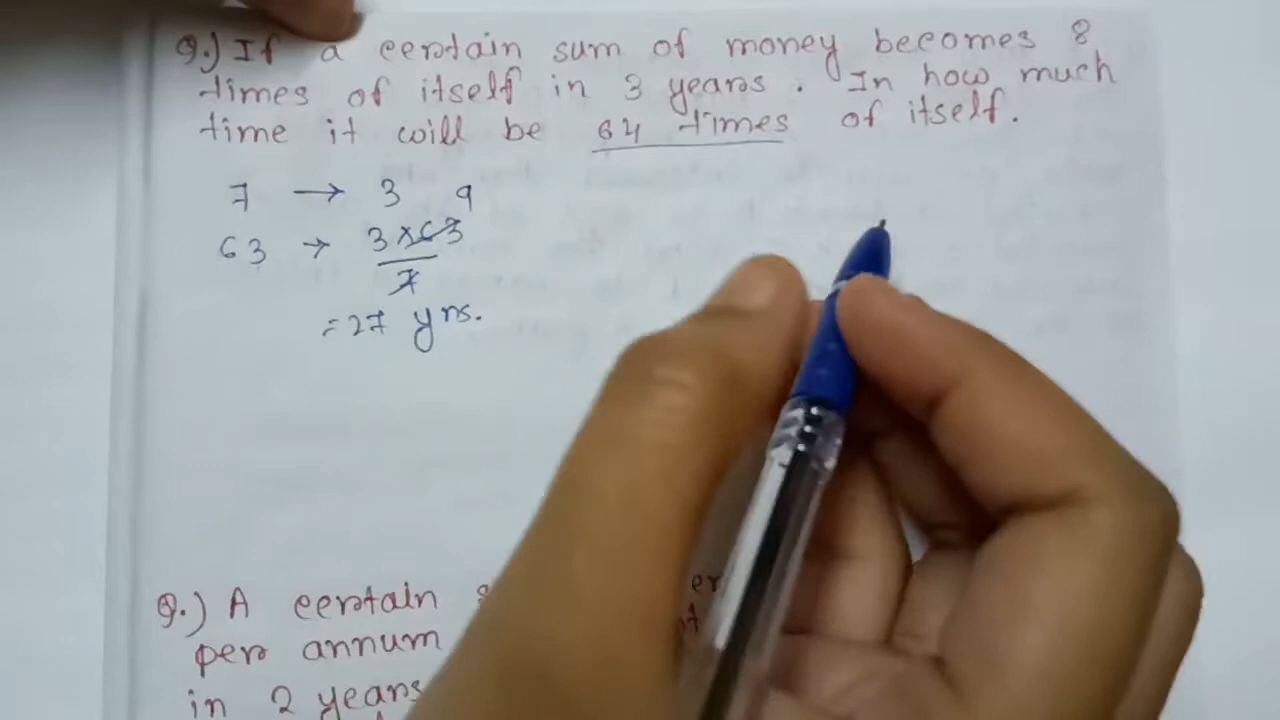 Q.) If a certain sum of money becomes 8
times of itself in 3 years. In how much
time it will be 64 times of itself.
7 → 3 9
63 → 3×63
7
=27 yrs.
Q.) A certain
per annum
in 2 years